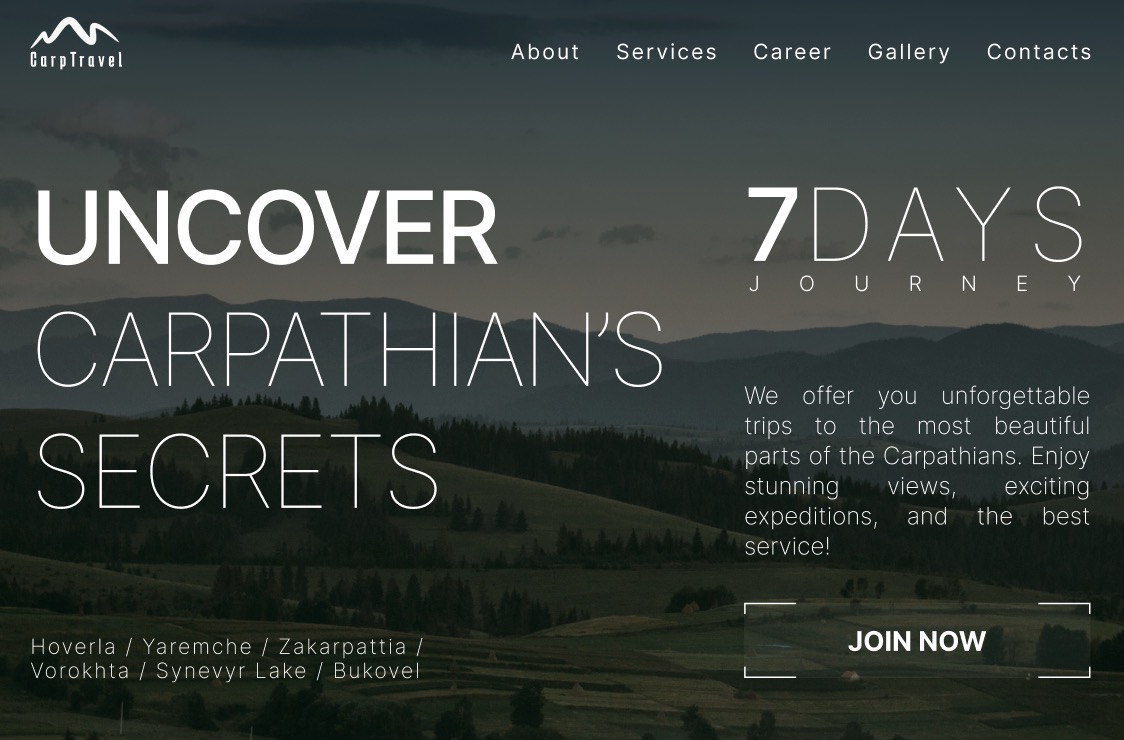 CarpTravel
About Services Career Gallery Contacts
UNCOVER
CARPATHIAN’S
SECRETS
Hoverla / Yaremche / Zakarpattia /
Vorokhta / Synevyr Lake / Bukovel
7DAYS
JOURNEY
We offer you unforgettable
trips to the most beautiful
parts of the Carpathians. Enjoy
stunning views, exciting
expeditions, and the best
service!
JOIN NOW